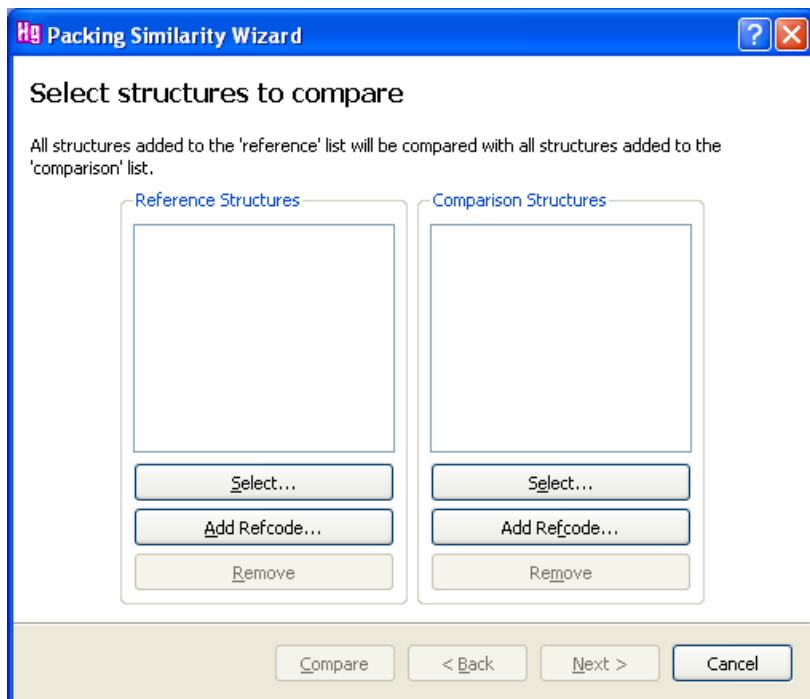 Hg Packing Similarity Wizard ?
Select structures to compare
All structures added to the 'reference' list will be compared with all structures added to the
'comparison' list.
Reference Structures
Comparison Structures
Select...
Select...
Add Refcode...
Add Refcode...
Remove
Remove
Compare
< Back
Next >
Cancel